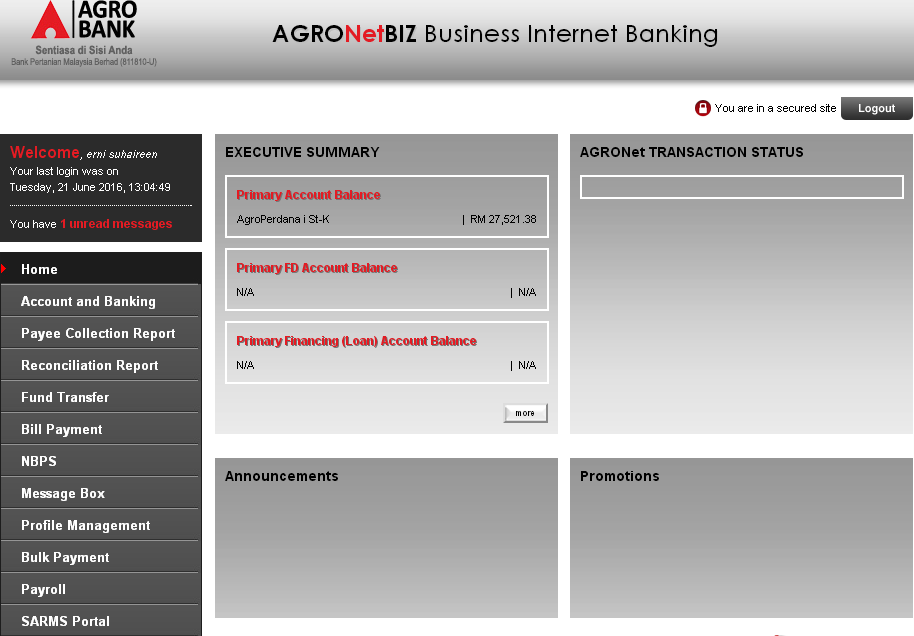 AGRO
BANK
Sentiasa di Sisi Anda
Bank Pertanian Malaysia Berhad (811810-U)
AGRONetBIZ Business Internet Banking
You are in a secured site
Logout
Welcome, erni suhaireen
Your last login was on
Tuesday, 21 June 2016, 13:04:49
You have 1 unread messages
Home
Account and Banking
Payee Collection Report
Reconciliation Report
Fund Transfer
Bill Payment
NBPS
Message Box
Profile Management
Bulk Payment
Payroll
SARMS Portal
EXECUTIVE SUMMARY
Primary Account Balance
AgroPerdana i St-K | RM 27,521.38
Primary FD Account Balance
N/A | N/A
Primary Financing (Loan) Account Balance
N/A | N/A
more
AGRONet TRANSACTION STATUS
Announcements
Promotions